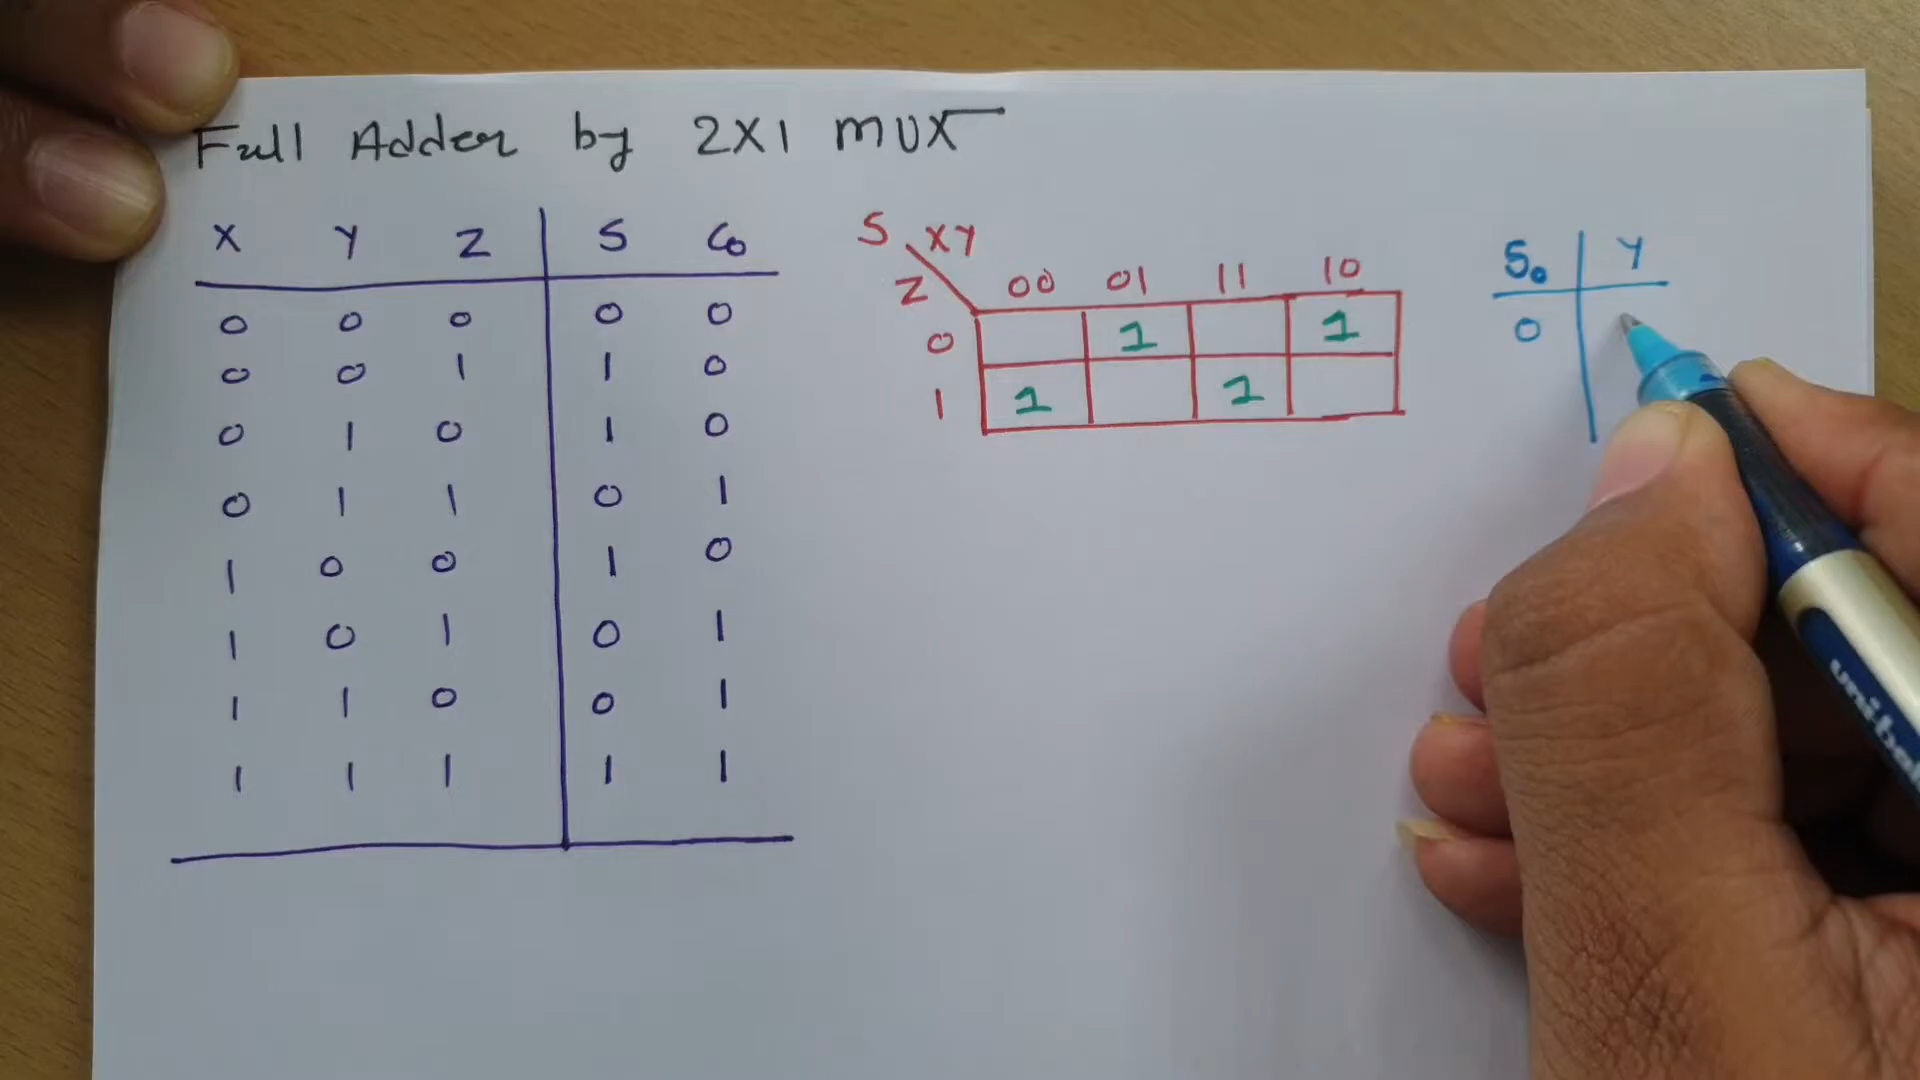 Full Adder by 2X1 MUX
X Y Z S Co
0 0 0 0 0
0 0 1 1 0
0 1 0 1 0
0 1 1 0 1
1 0 0 1 0
1 0 1 0 1
1 1 0 0 1
1 1 1 1 1
S XY
Z 00 01 11 10
0 1 1
1 1 1
S0 Y
0